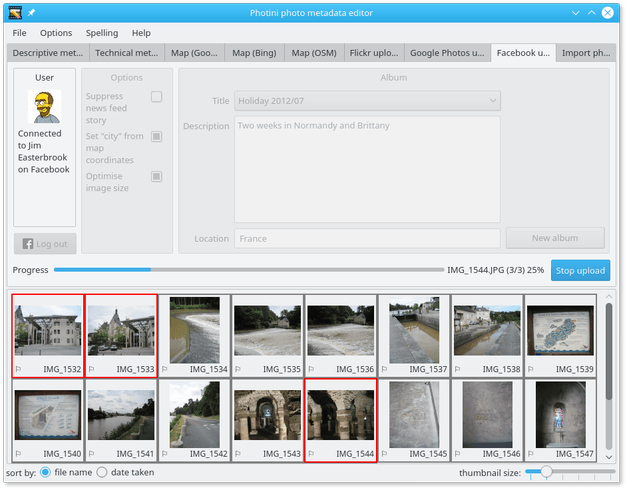 Photini photo metadata editor
File Options Spelling Help
Descriptive met... Technical met... Map (Goo... Map (Bing) Map (OSM) Flickr uplo... Google Photos u... Facebook u... Import ph...
User
Connected
to Jim
Easterbrook
on Facebook
Log out
Options
Suppress
news feed
story
Set "city" from
map
coordinates
Optimise
image size
Album
Title Holiday 2012/07
Description Two weeks in Normandy and Brittany
Location France New album
Progress IMG_1544.JPG (3/3) 25% Stop upload
IMG_1532 IMG_1533 IMG_1534 IMG_1535 IMG_1536 IMG_1537 IMG_1538 IMG_1539
IMG_1540 IMG_1541 IMG_1542 IMG_1543 IMG_1544 IMG_1545 IMG_1546 IMG_1547
sort by: file name date taken thumbnail size: